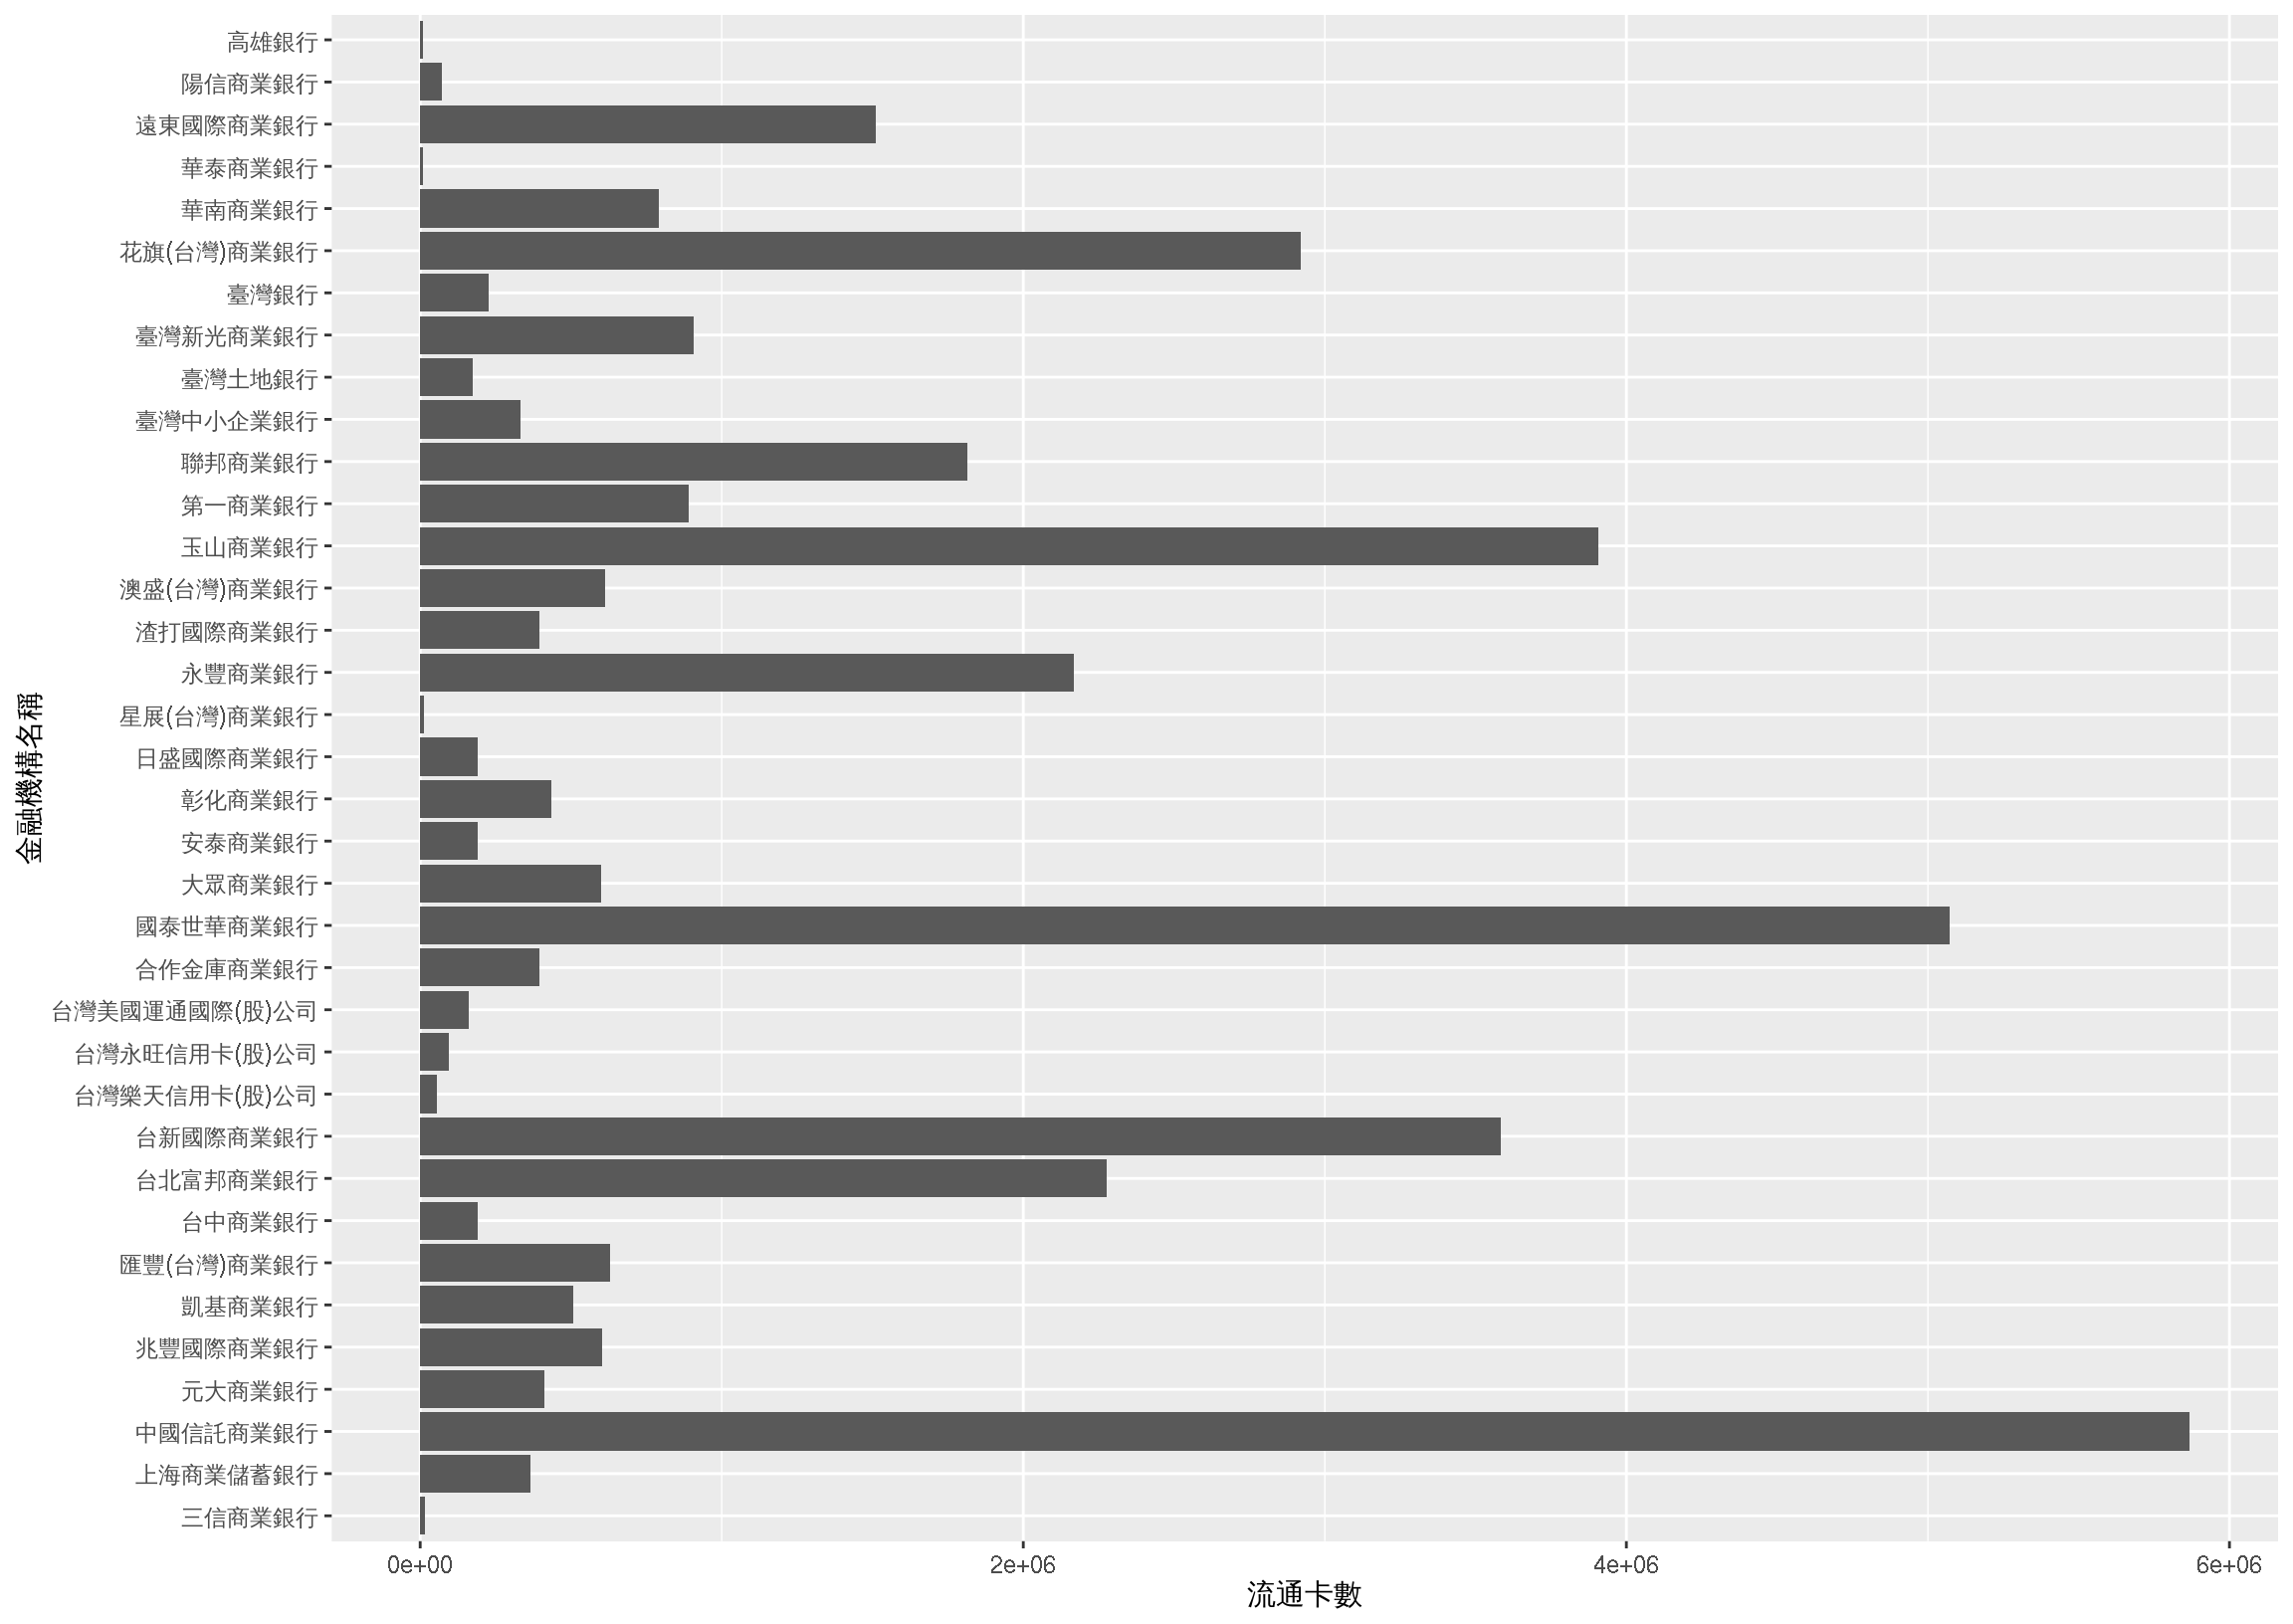 高雄銀行
陽信商業銀行
遠東國際商業銀行
華泰商業銀行
華南商業銀行
花旗(台灣)商業銀行
臺灣銀行
臺灣新光商業銀行
臺灣土地銀行
臺灣中小企業銀行
聯邦商業銀行
第一商業銀行
玉山商業銀行
澳盛(台灣)商業銀行
渣打國際商業銀行
永豐商業銀行
星展(台灣)商業銀行
日盛國際商業銀行
彰化商業銀行
安泰商業銀行
大眾商業銀行
國泰世華商業銀行
合作金庫商業銀行
台灣美國運通國際(股)公司
台灣永旺信用卡(股)公司
台灣樂天信用卡(股)公司
台新國際商業銀行
台北富邦商業銀行
台中商業銀行
匯豐(台灣)商業銀行
凱基商業銀行
兆豐國際商業銀行
元大商業銀行
中國信託商業銀行
上海商業儲蓄銀行
三信商業銀行
金融機構名稱
0e+00 2e+06 4e+06 6e+06
流通卡數